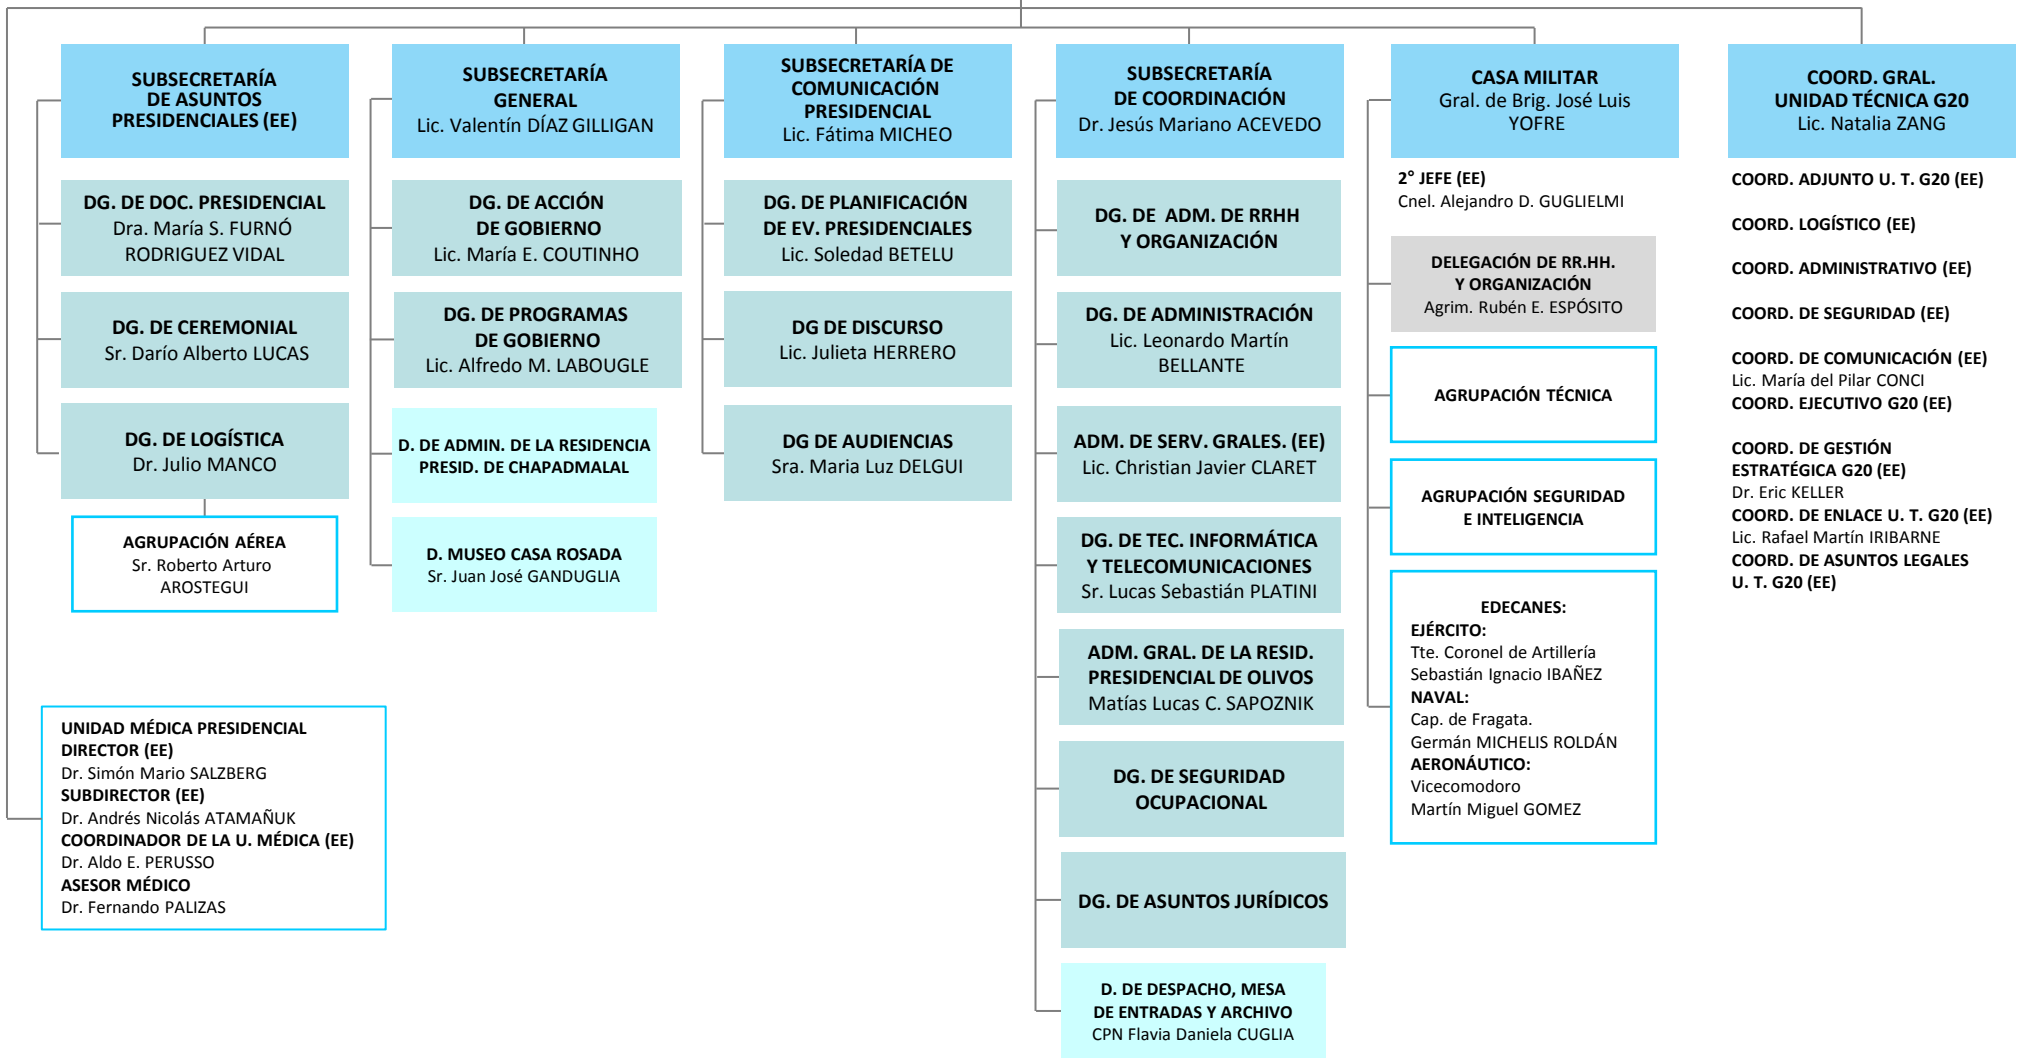 SUBSECRETARÍA
DE ASUNTOS
PRESIDENCIALES (EE)
DG. DE DOC. PRESIDENCIAL
Dra. María S. FURNÓ
RODRIGUEZ VIDAL
DG. DE CEREMONIAL
Sr. Darío Alberto LUCAS
DG. DE LOGÍSTICA
Dr. Julio MANCO
AGRUPACIÓN AÉREA
Sr. Roberto Arturo
AROSTEGUI
UNIDAD MÉDICA PRESIDENCIAL
DIRECTOR (EE)
Dr. Simón Mario SALZBERG
SUBDIRECTOR (EE)
Dr. Andrés Nicolás ATAMAÑUK
COORDINADOR DE LA U. MÉDICA (EE)
Dr. Aldo E. PERUSSO
ASESOR MÉDICO
Dr. Fernando PALIZAS
SUBSECRETARÍA
GENERAL
Lic. Valentín DÍAZ GILLIGAN
DG. DE ACCIÓN
DE GOBIERNO
Lic. María E. COUTINHO
DG. DE PROGRAMAS
DE GOBIERNO
Lic. Alfredo M. LABOUGLE
D. DE ADMIN. DE LA RESIDENCIA
PRESID. DE CHAPADMALAL
D. MUSEO CASA ROSADA
Sr. Juan José GANDUGLIA
SUBSECRETARÍA DE
COMUNICACIÓN
PRESIDENCIAL
Lic. Fátima MICHEO
DG. DE PLANIFICACIÓN
DE EV. PRESIDENCIALES
Lic. Soledad BETELU
DG DE DISCURSO
Lic. Julieta HERRERO
DG DE AUDIENCIAS
Sra. Maria Luz DELGUI
SUBSECRETARÍA
DE COORDINACIÓN
Dr. Jesús Mariano ACEVEDO
DG. DE ADM. DE RRHH
Y ORGANIZACIÓN
DG. DE ADMINISTRACIÓN
Lic. Leonardo Martín
BELLANTE
ADM. DE SERV. GRALES. (EE)
Lic. Christian Javier CLARET
DG. DE TEC. INFORMÁTICA
Y TELECOMUNICACIONES
Sr. Lucas Sebastián PLATINI
ADM. GRAL. DE LA RESID.
PRESIDENCIAL DE OLIVOS
Matías Lucas C. SAPOZNIK
DG. DE SEGURIDAD
OCUPACIONAL
DG. DE ASUNTOS JURÍDICOS
D. DE DESPACHO, MESA
DE ENTRADAS Y ARCHIVO
CPN Flavia Daniela CUGLIA
CASA MILITAR
Gral. de Brig. José Luis
YOFRE
2° JEFE (EE)
Cnel. Alejandro D. GUGLIELMI
DELEGACIÓN DE RR.HH.
Y ORGANIZACIÓN
Agrim. Rubén E. ESPÓSITO
AGRUPACIÓN TÉCNICA
AGRUPACIÓN SEGURIDAD
E INTELIGENCIA
EDECANES:
EJÉRCITO:
Tte. Coronel de Artillería
Sebastián Ignacio IBAÑEZ
NAVAL:
Cap. de Fragata.
Germán MICHELIS ROLDÁN
AERONÁUTICO:
Vicecomodoro
Martín Miguel GOMEZ
COORD. GRAL.
UNIDAD TÉCNICA G20
Lic. Natalia ZANG
COORD. ADJUNTO U. T. G20 (EE)
COORD. LOGÍSTICO (EE)
COORD. ADMINISTRATIVO (EE)
COORD. DE SEGURIDAD (EE)
COORD. DE COMUNICACIÓN (EE)
Lic. María del Pilar CONCI
COORD. EJECUTIVO G20 (EE)
COORD. DE GESTIÓN
ESTRATÉGICA G20 (EE)
Dr. Eric KELLER
COORD. DE ENLACE U. T. G20 (EE)
Lic. Rafael Martín IRIBARNE
COORD. DE ASUNTOS LEGALES
U. T. G20 (EE)